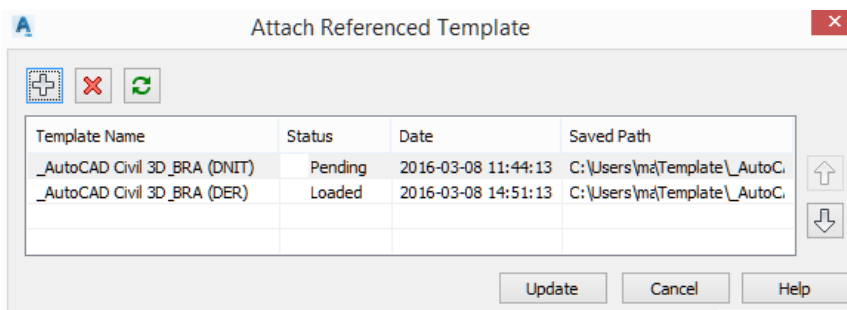 Attach Referenced Template
Template Name Status Date Saved Path
_AutoCAD Civil 3D_BRA (DNIT) Pending 2016-03-08 11:44:13 C:\Users\ma\Template\_AutoCA
_AutoCAD Civil 3D_BRA (DER) Loaded 2016-03-08 14:51:13 C:\Users\ma\Template\_AutoCA
Update Cancel Help